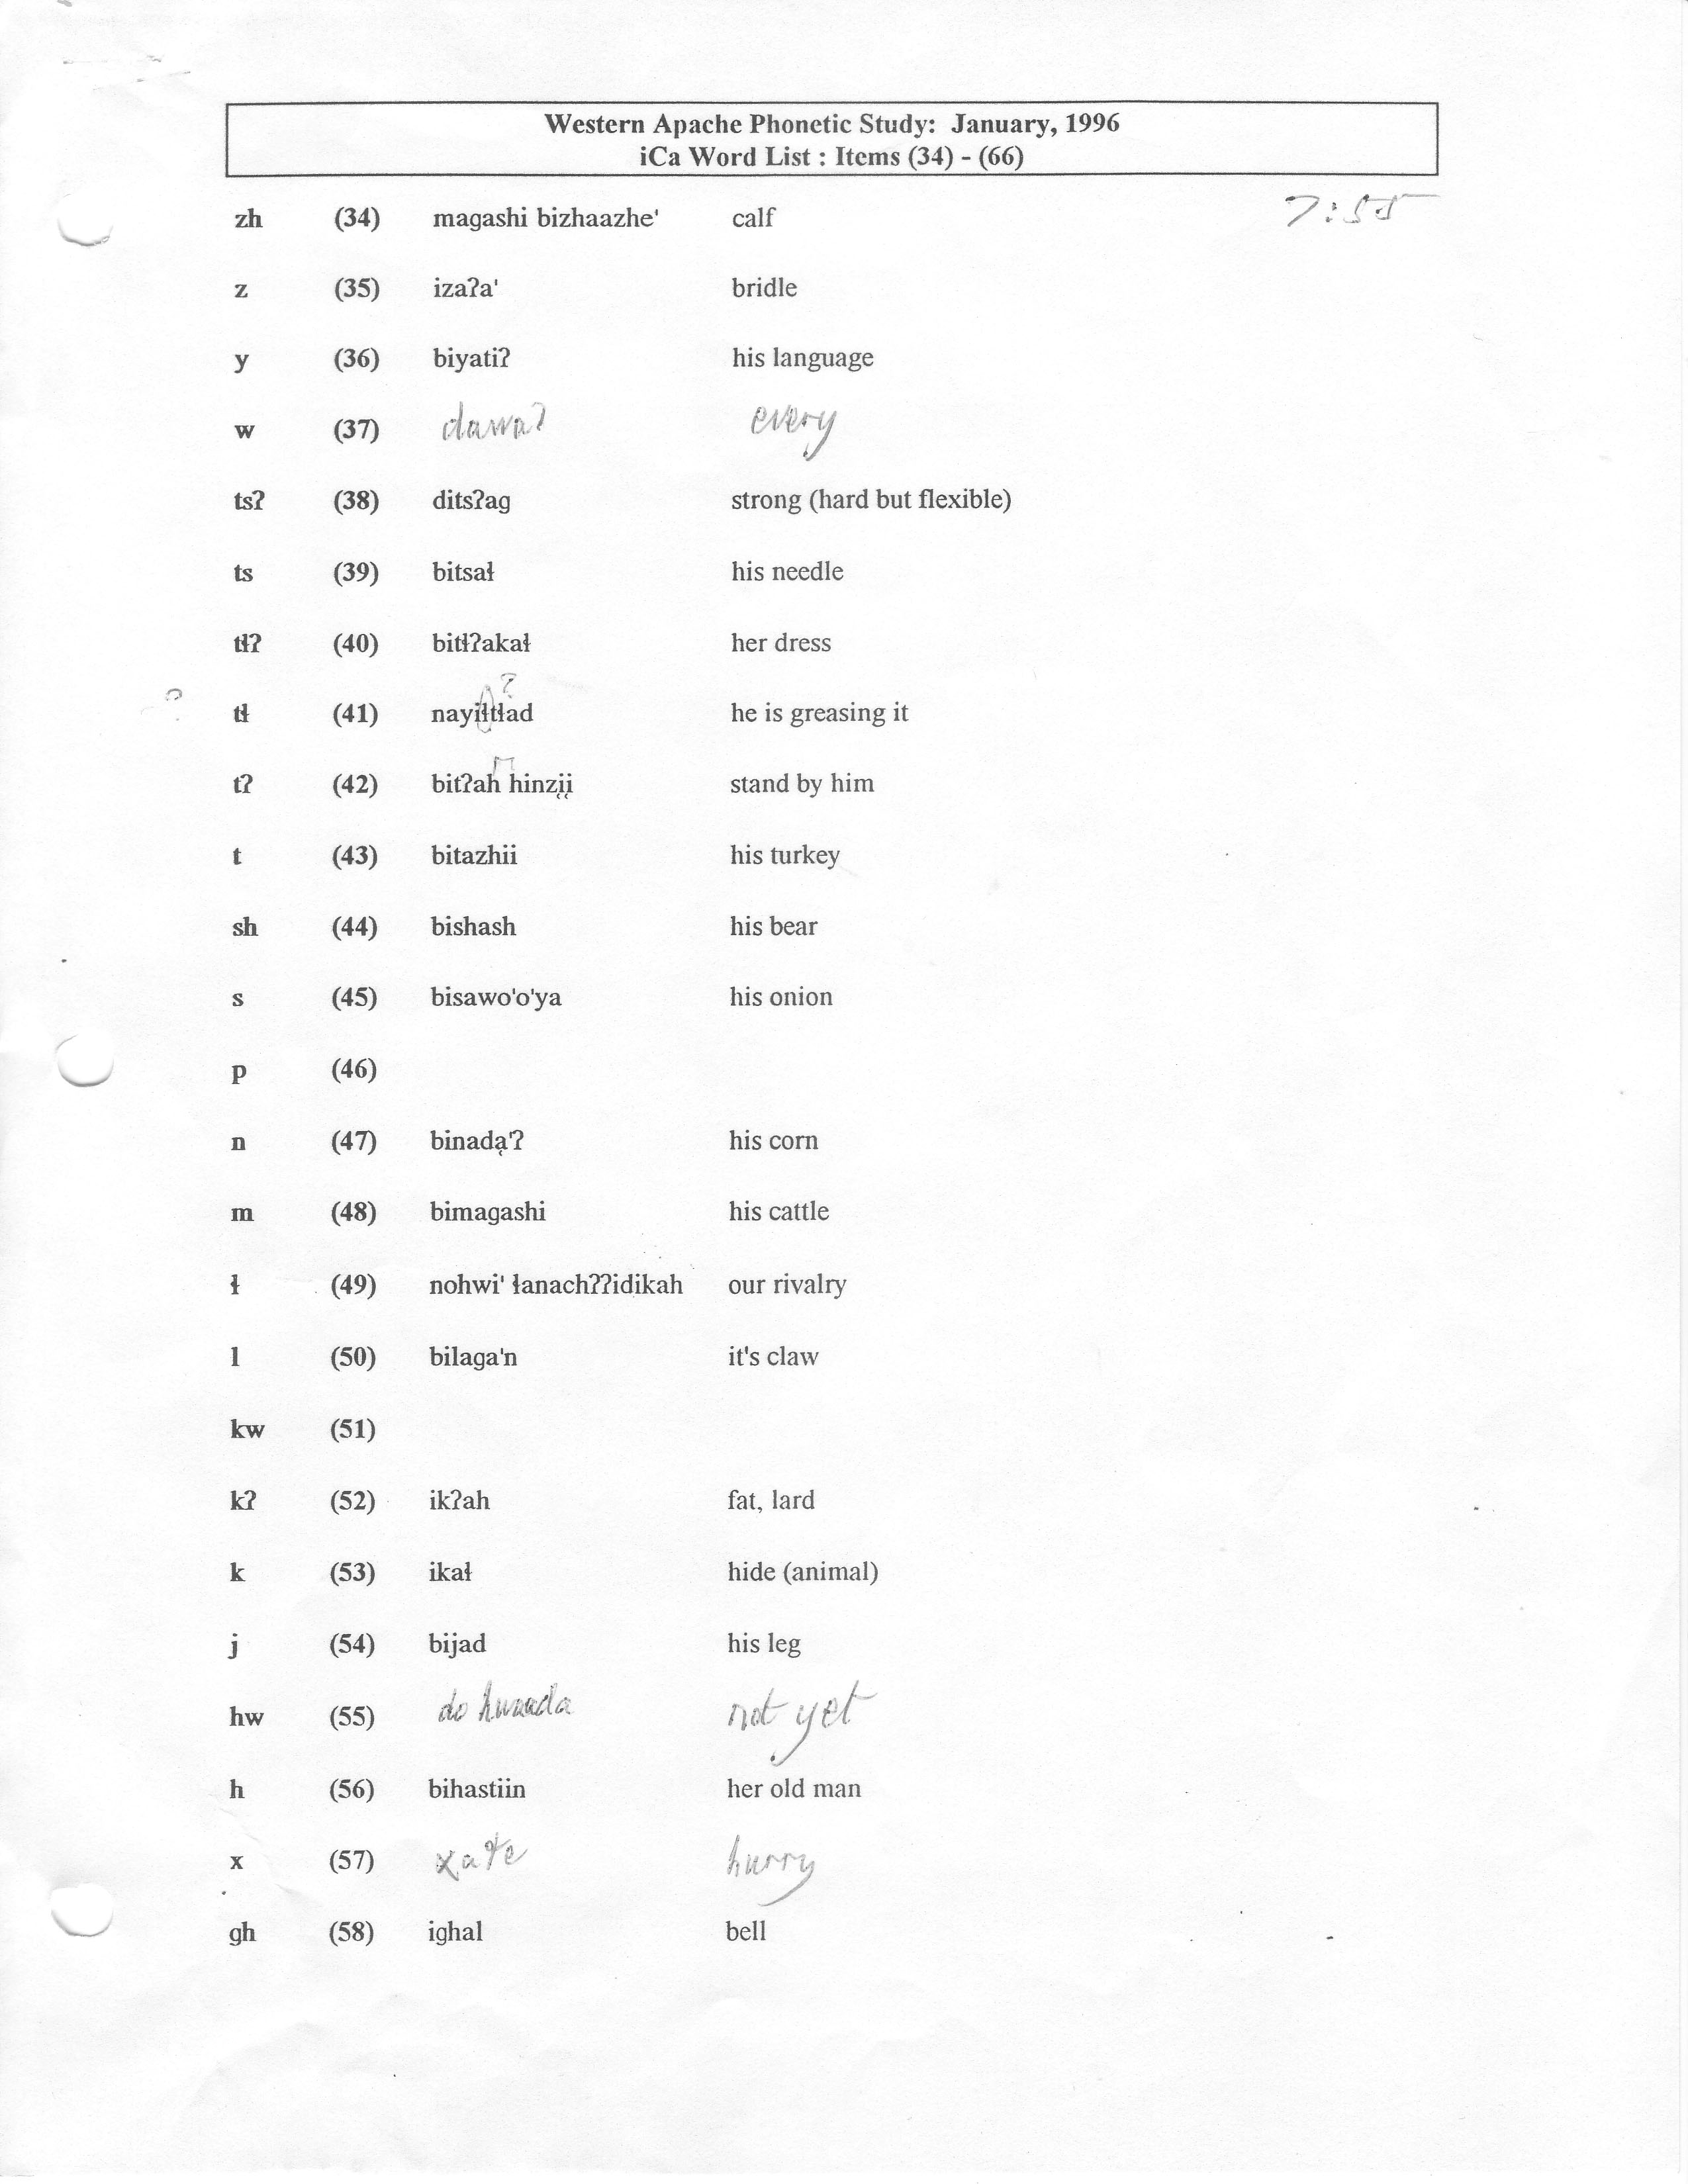 Western Apache Phonetic Study: January, 1996
iCa Word List : Items (34) - (66)
7:55
zh (34) magashi bizhaazhe' calf
z (35) izaʔa' bridle
y (36) biyatiʔ his language
w (37) dawaʔ every
tsʔ (38) ditsʔag strong (hard but flexible)
ts (39) bitsał his needle
tłʔ (40) bitłʔakał her dress
?
? tł (41) nayiłtład he is greasing it
tʔ (42) bitʔah hinzįį stand by him
t (43) bitazhii his turkey
sh (44) bishash his bear
s (45) bisawo'o'ya his onion
p (46)
n (47) binadą'ʔ his corn
m (48) bimagashi his cattle
ł (49) nohwi' łanachʔʔidikah our rivalry
l (50) bilaga'n it's claw
kw (51)
kʔ (52) ikʔah fat, lard
k (53) ikał hide (animal)
j (54) bijad his leg
hw (55) do hwaada not yet
h (56) bihastiin her old man
x (57) hurry
gh (58) ighal bell